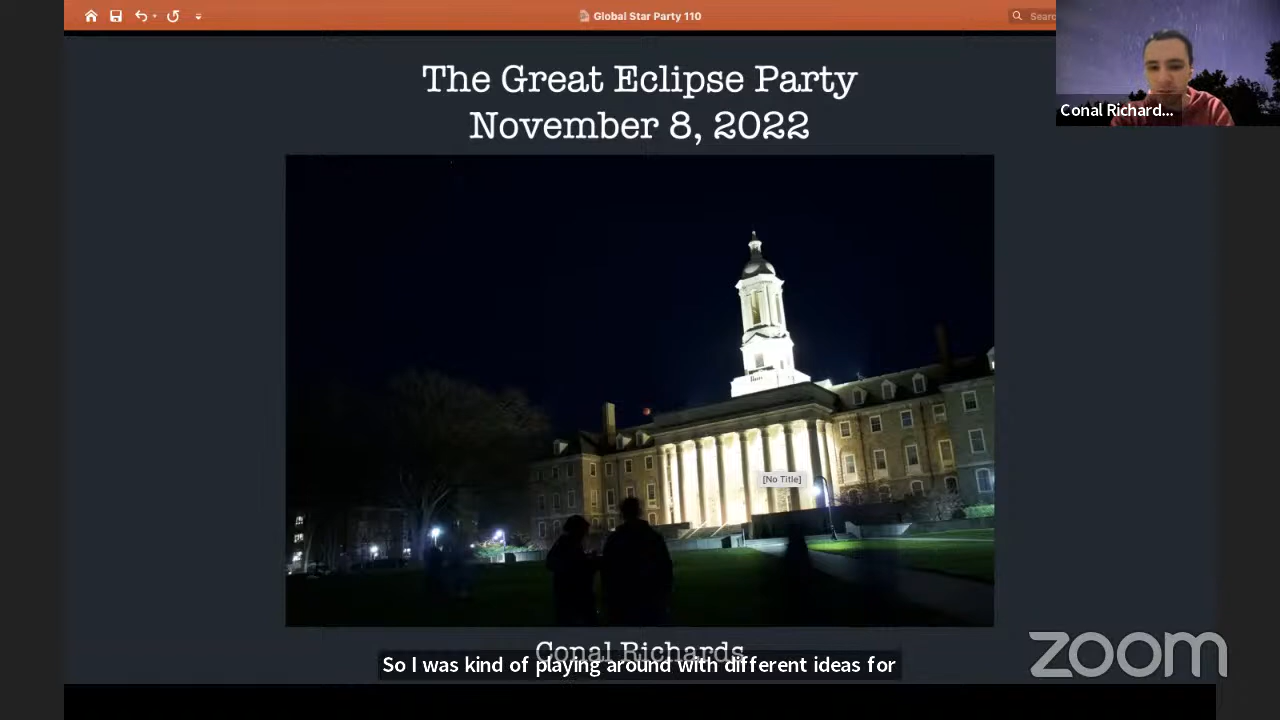 Global Star Party 110
Sear
The Great Eclipse Party
November 8, 2022
Conal Richard...
[No Title]
Conal Richards
So I was kind of playing around with different ideas for
zoom